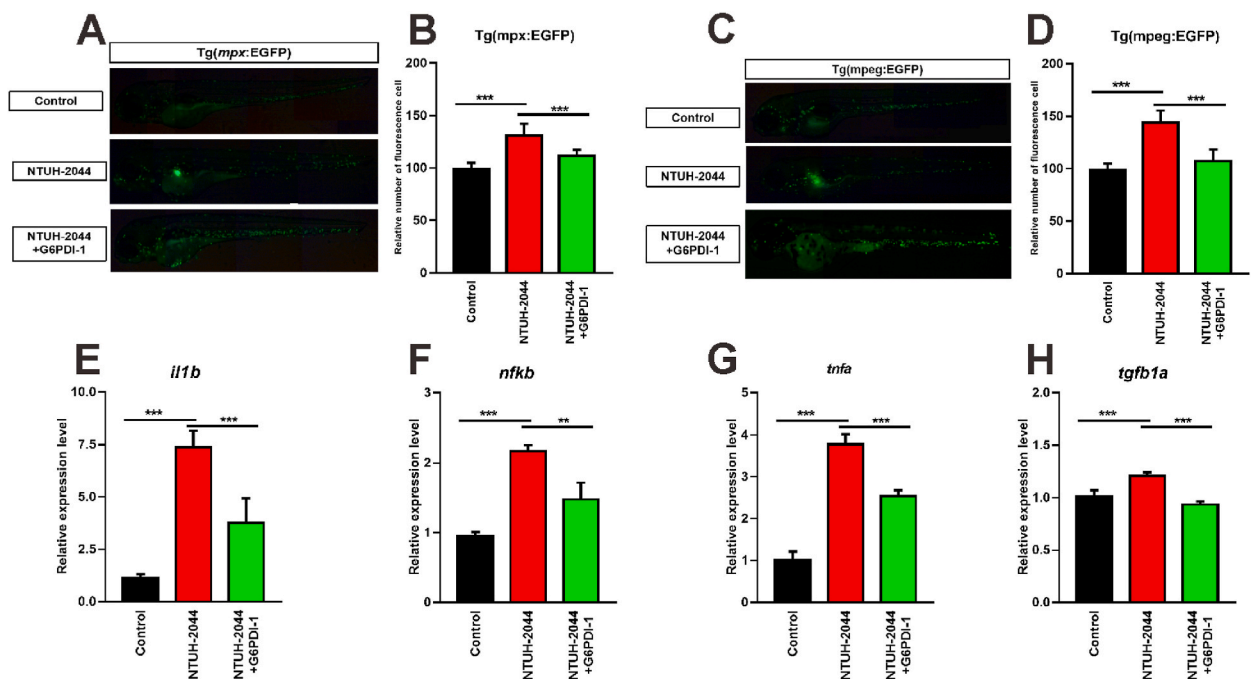 A
Tg(mpx:EGFP)
Control
NTUH-2044
NTUH-2044
+G6PDI-1
B
Tg(mpx:EGFP)
Relative number of fluorescence cell
200
150
100
50
0
***
***
Control
NTUH-2044
NTUH-2044
+G6PDI-1
C
Tg(mpeg:EGFP)
Control
NTUH-2044
NTUH-2044
+G6PDI-1
D
Tg(mpeg:EGFP)
Relative number of fluorescence cell
200
150
100
50
0
***
***
Control
NTUH-2044
NTUH-2044
+G6PDI-1
E
il1b
Relative expression level
10.0
7.5
5.0
2.5
0.0
***
***
Control
NTUH-2044
NTUH-2044
+G6PDI-1
F
nfkb
Relative expression level
3
2
1
0
***
**
Control
NTUH-2044
NTUH-2044
+G6PDI-1
G
tnfa
Relative expression level
5
4
3
2
1
0
***
***
Control
NTUH-2044
NTUH-2044
+G6PDI-1
H
tgfb1a
Relative expression level
2.0
1.5
1.0
0.5
0.0
***
***
Control
NTUH-2044
NTUH-2044
+G6PDI-1